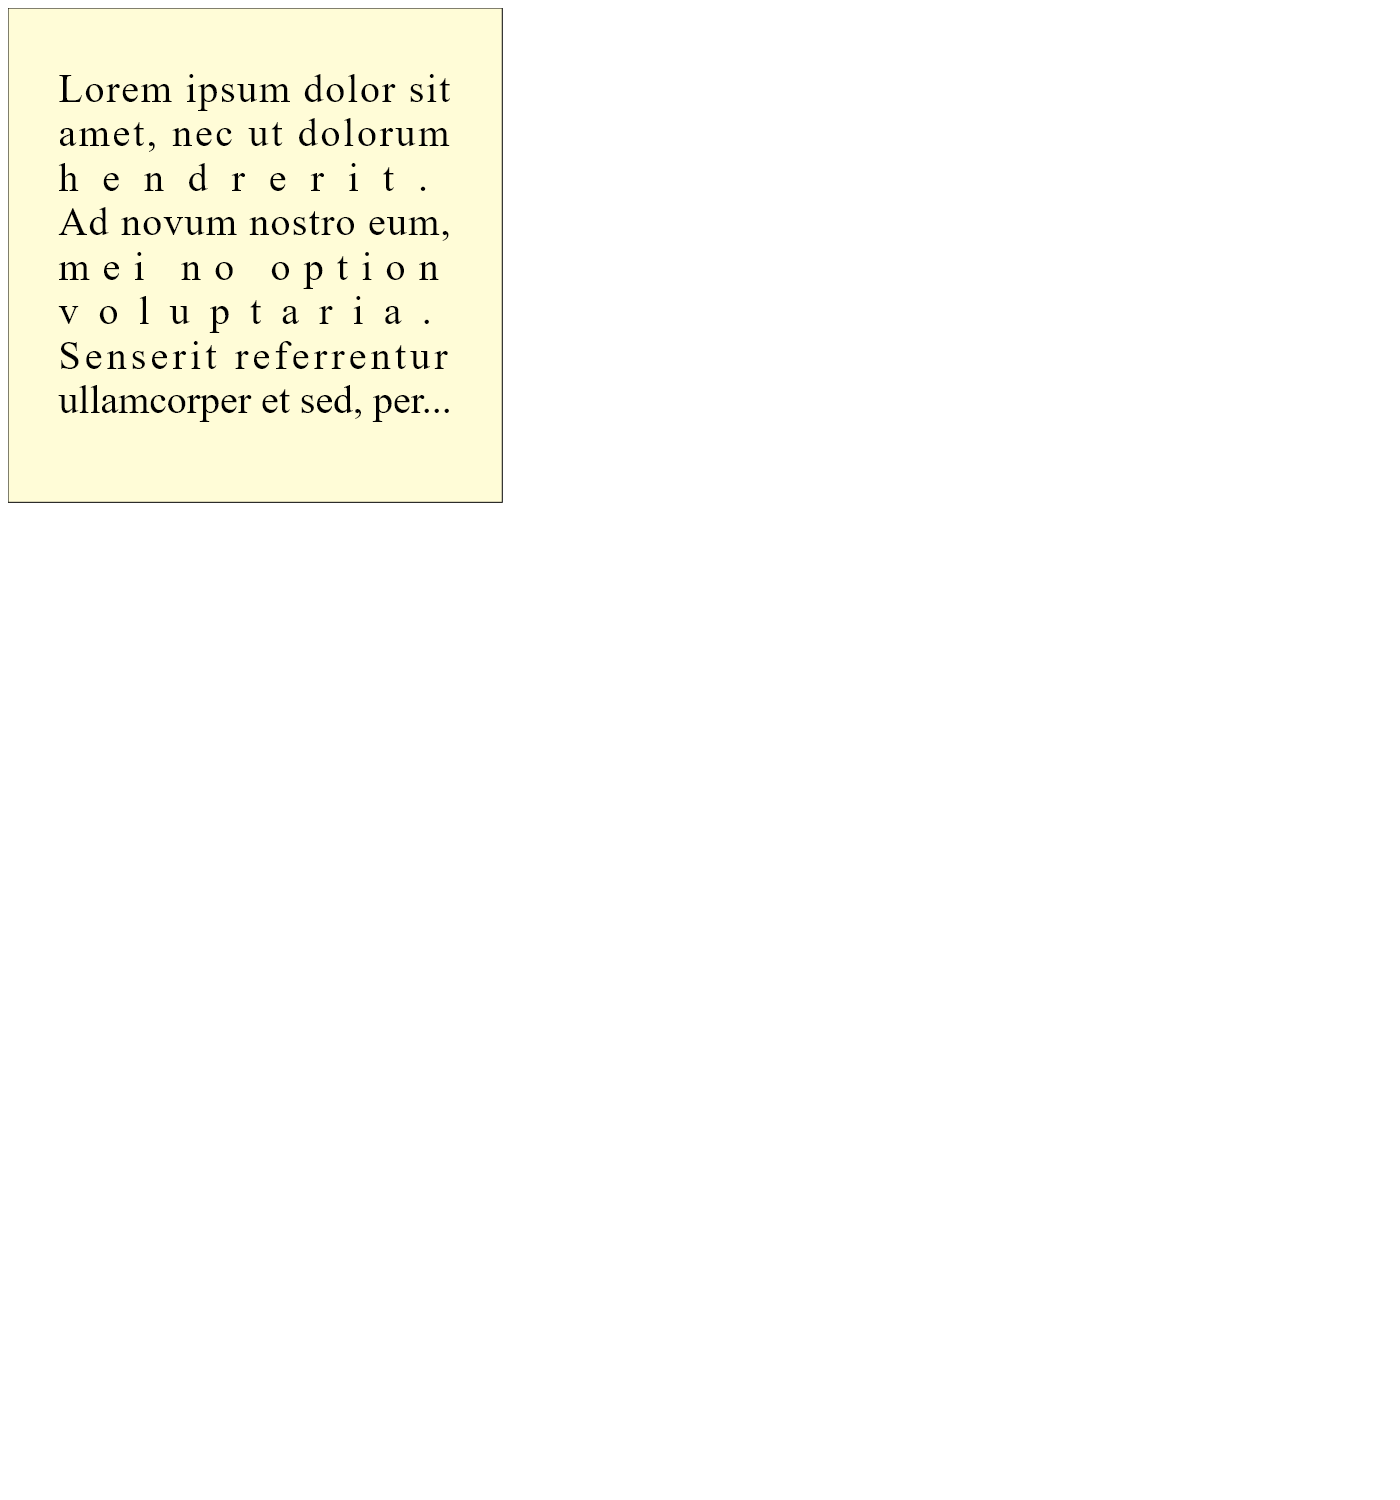 Lorem ipsum dolor sit
amet, nec ut dolorum
hendrerit.
Ad novum nostro eum,
mei no option
voluptaria.
Senserit referrentur
ullamcorper et sed, per...